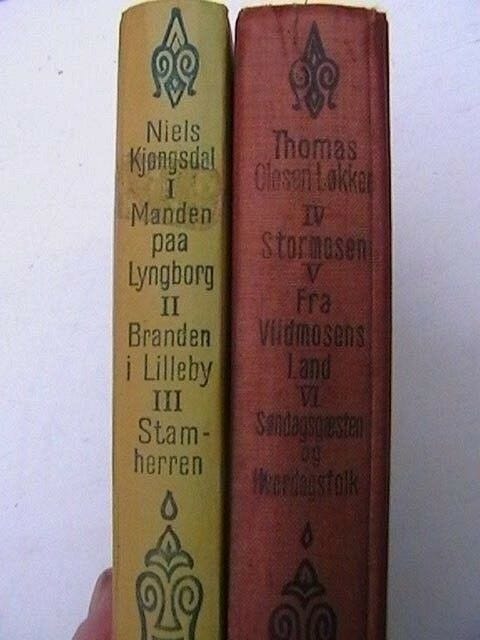 Niels
Kjøngsdal
I
Manden
paa
Lyngborg
II
Branden
i Lilleby
III
Stam-
herren
Thomas
Olesen Løkken
IV
Stormosen
V
Fra
Vildmosens
Land
VI
Søndagsgæsten
og
Hverdagsfolk